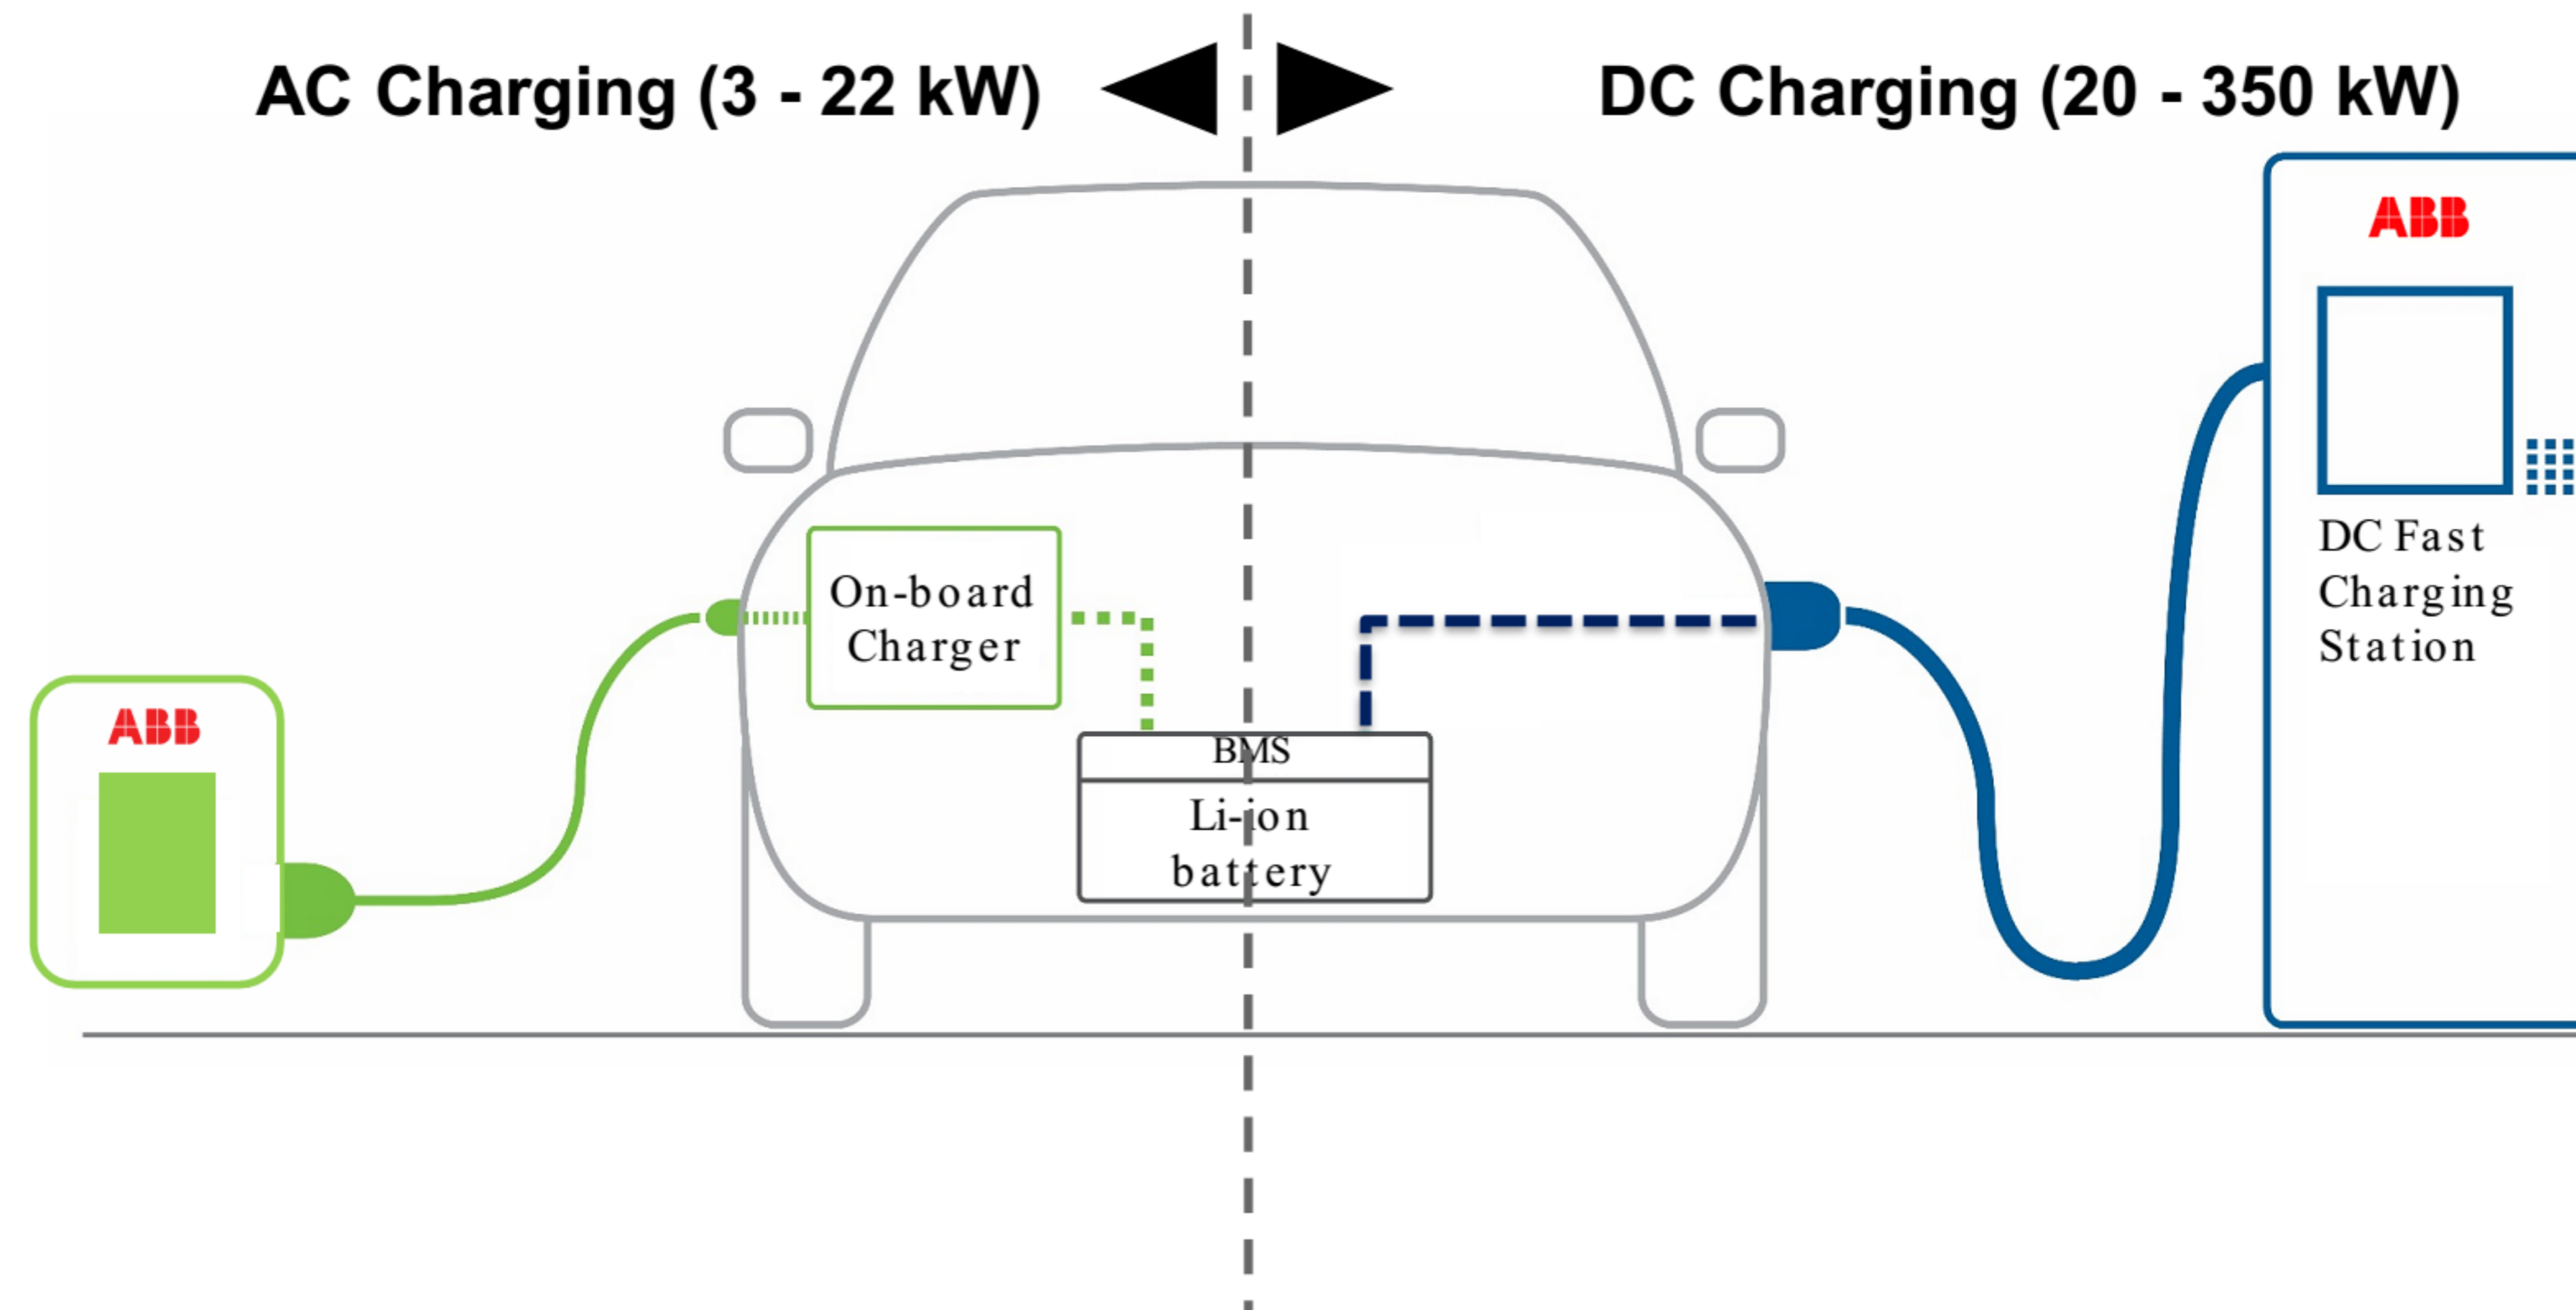 AC Charging (3 - 22 kW)
DC Charging (20 - 350 kW)
ABB
DC Fast
Charging
Station
On-board
Charger
ABB
BMS
Li-ion
battery